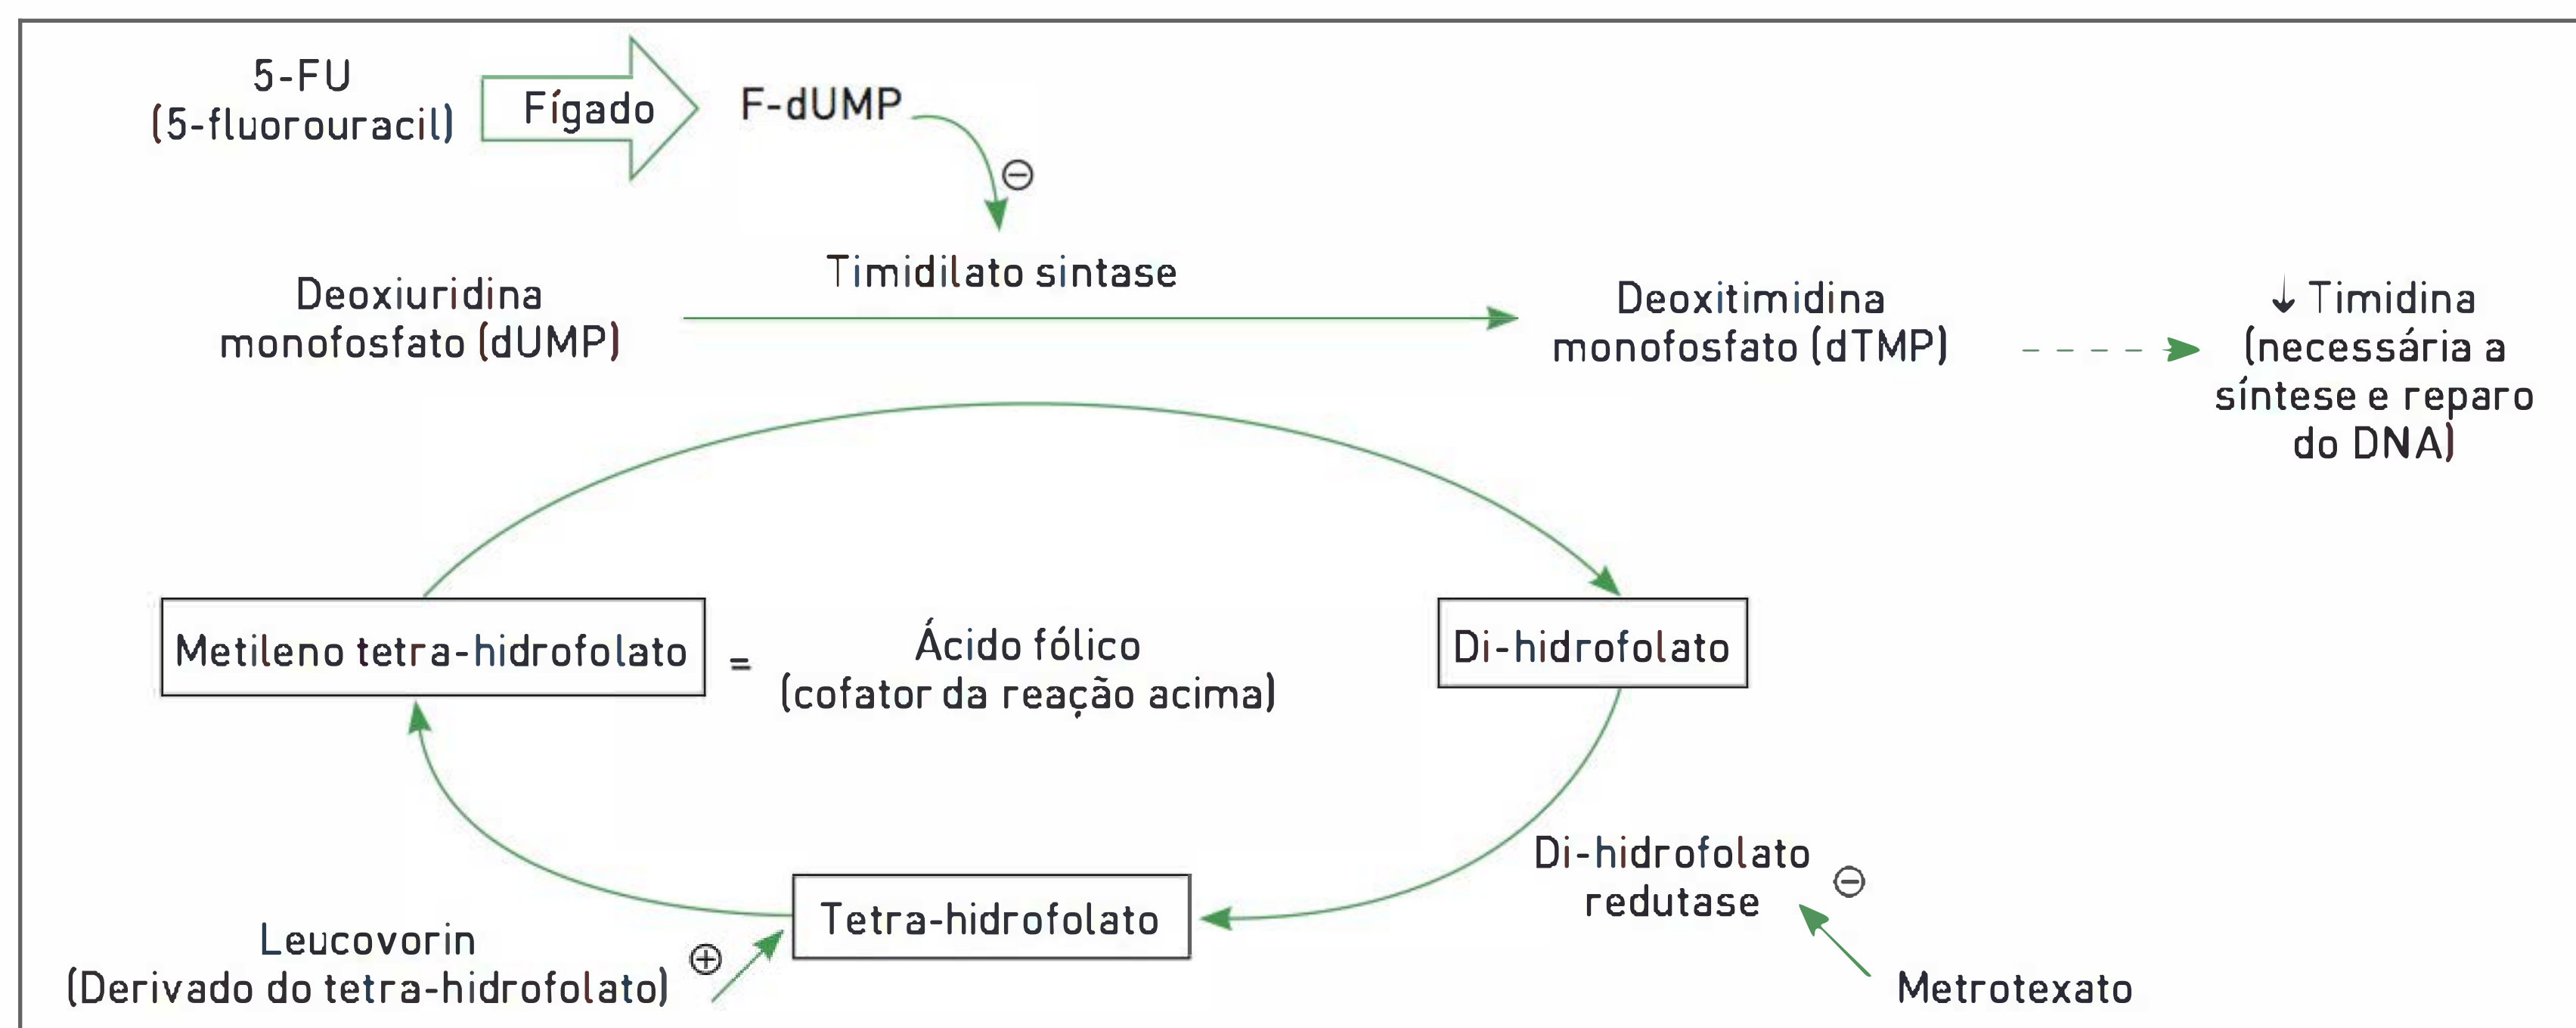 5-FU
(5-fluorouracil)
Fígado
F-dUMP
⊖
Timidilato sintase
Deoxiuridina
monofosfato (dUMP)
Deoxitimidina
monofosfato (dTMP)
↓ Timidina
(necessária a
síntese e reparo
do DNA)
Metileno tetra-hidrofolato
=
Ácido fólico
(cofator da reação acima)
Di-hidrofolato
Di-hidrofolato
redutase
⊖
Metrotexato
Tetra-hidrofolato
Leucovorin
(Derivado do tetra-hidrofolato)
⊕